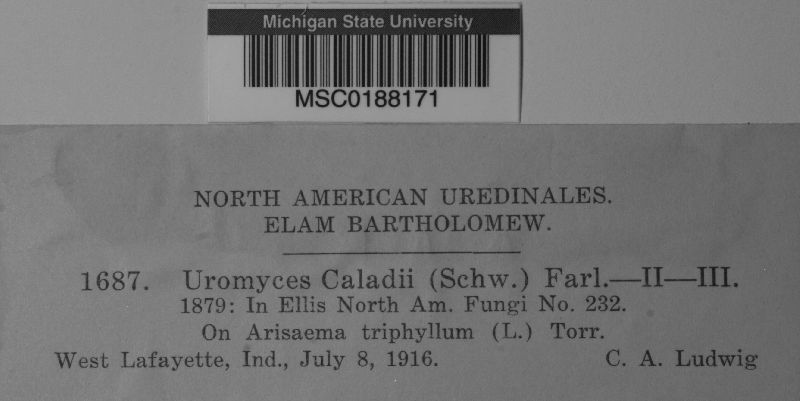 Michigan State University
MSC0188171
NORTH AMERICAN UREDINALES.
ELAM BARTHOLOMEW.
1687. Uromyces Caladii (Schw.) Farl.—II—III.
1879: In Ellis North Am. Fungi No. 232.
On Arisaema triphyllum (L.) Torr.
West Lafayette, Ind., July 8, 1916. C. A. Ludwig